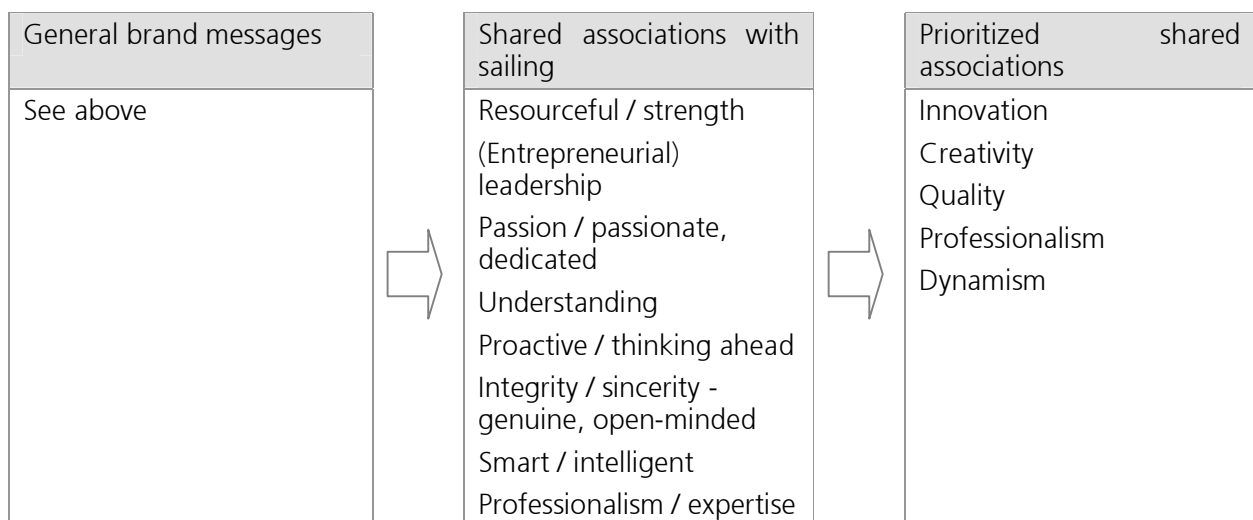 General brand messages
See above
Shared associations with
sailing
Resourceful / strength
(Entrepreneurial)
leadership
Passion / passionate,
dedicated
Understanding
Proactive / thinking ahead
Integrity / sincerity -
genuine, open-minded
Smart / intelligent
Professionalism / expertise
Prioritized shared
associations
Innovation
Creativity
Quality
Professionalism
Dynamism